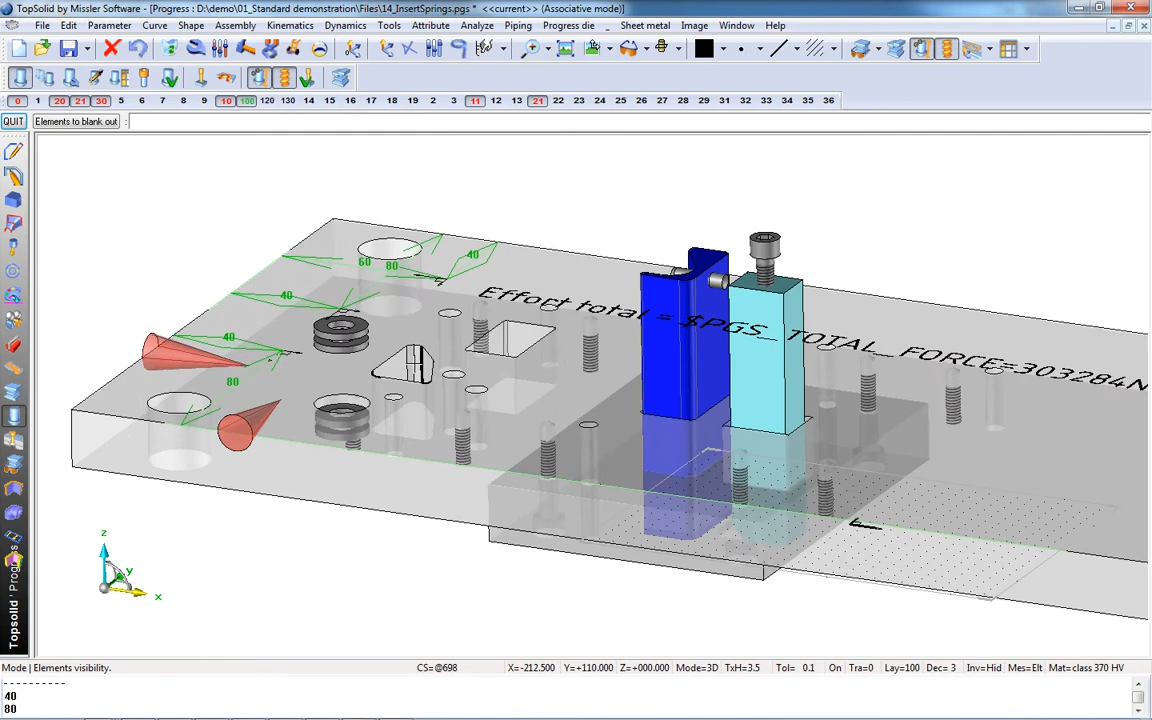 TopSolid by Missler Software - [Progress : D:\demo\01_Standard demonstration\Files\14_InsertSprings.pgs * <<current>> (Associative mode)]
File Edit Parameter Curve Shape Assembly Kinematics Dynamics Tools Attribute Analyze Piping Progress die _ Sheet metal Image Window Help
0 1 20 21 30 5 6 7 8 9 10 100 120 130 14 15 16 17 18 19 2 3 11 12 13 21 22 23 24 25 26 27 28 29 30 31 32 33 34 35 36
QUIT Elements to blank out :
60 80 40
40
40
80
Effort total = $PGS_TOTAL_FORCE=303284N
z
y
x
Topsolid'Progress
Mode | Elements visibility. CS=@698 X=-212.500 Y=+110.000 Z=+000.000 Mode=3D TxH=3.5 Tol= 0.1 On Tra=0 Lay=100 Dec= 3 Inv=Hid Mes=Elt Mat=class 370 HV
----------
40
80